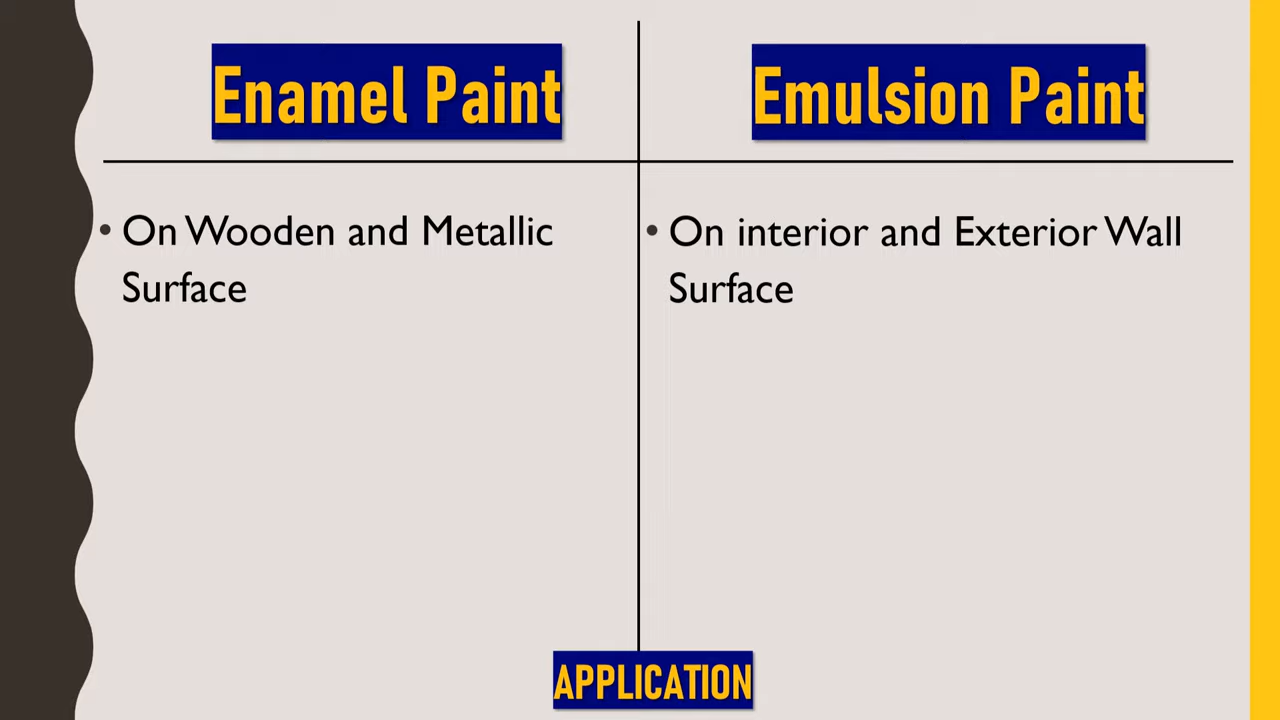 Enamel Paint
Emulsion Paint
• On Wooden and Metallic
Surface
• On interior and Exterior Wall
Surface
APPLICATION